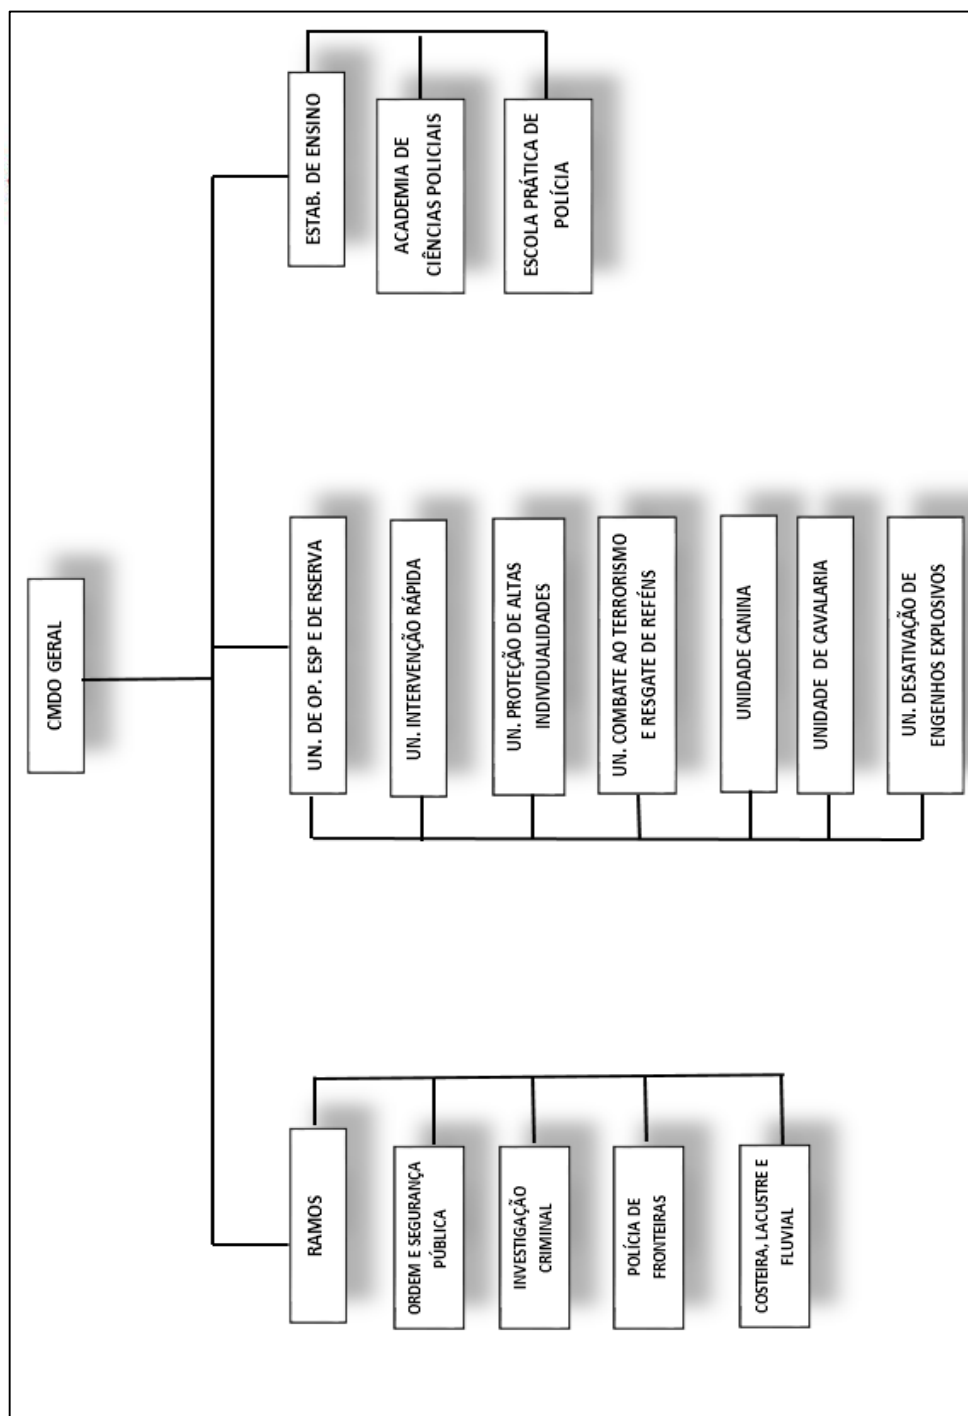 CMDO GERAL
RAMOS
ORDEM E SEGURANÇA
PÚBLICA
INVESTIGAÇÃO
CRIMINAL
POLÍCIA DE
FRONTEIRAS
COSTEIRA, LACUSTRE E
FLUVIAL
UN. DE OP. ESP E DE RSERVA
UN. INTERVENÇÃO RÁPIDA
UN. PROTEÇÃO DE ALTAS
INDIVIDUALIDADES
UN. COMBATE AO TERRORISMO
E RESGATE DE REFÉNS
UNIDADE CANINA
UNIDADE DE CAVALARIA
UN. DESATIVAÇÃO DE
ENGENHOS EXPLOSIVOS
ESTAB. DE ENSINO
ACADEMIA DE
CIÊNCIAS POLICIAIS
ESCOLA PRÁTICA DE
POLÍCIA